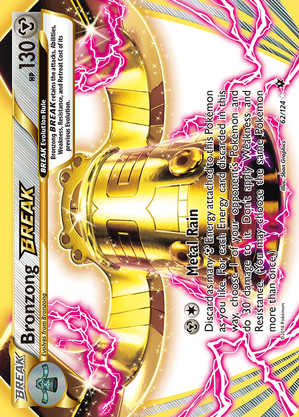 BREAK
Evolves from Bronzong
Bronzong BREAK
HP 130
BREAK Evolution Rule
Bronzong BREAK retains the attacks, Abilities,
Weakness, Resistance, and Retreat Cost of its
previous Evolution.
Metal Rain
Discard as many Energy attached to this Pokémon
as you like. For each Energy card discarded in this
way, choose 1 of your opponent's Pokémon and
do 30 damage to it. Don't apply Weakness and
Resistance. (You may choose the same Pokémon
more than once.)
62/124
©2016 Pokémon